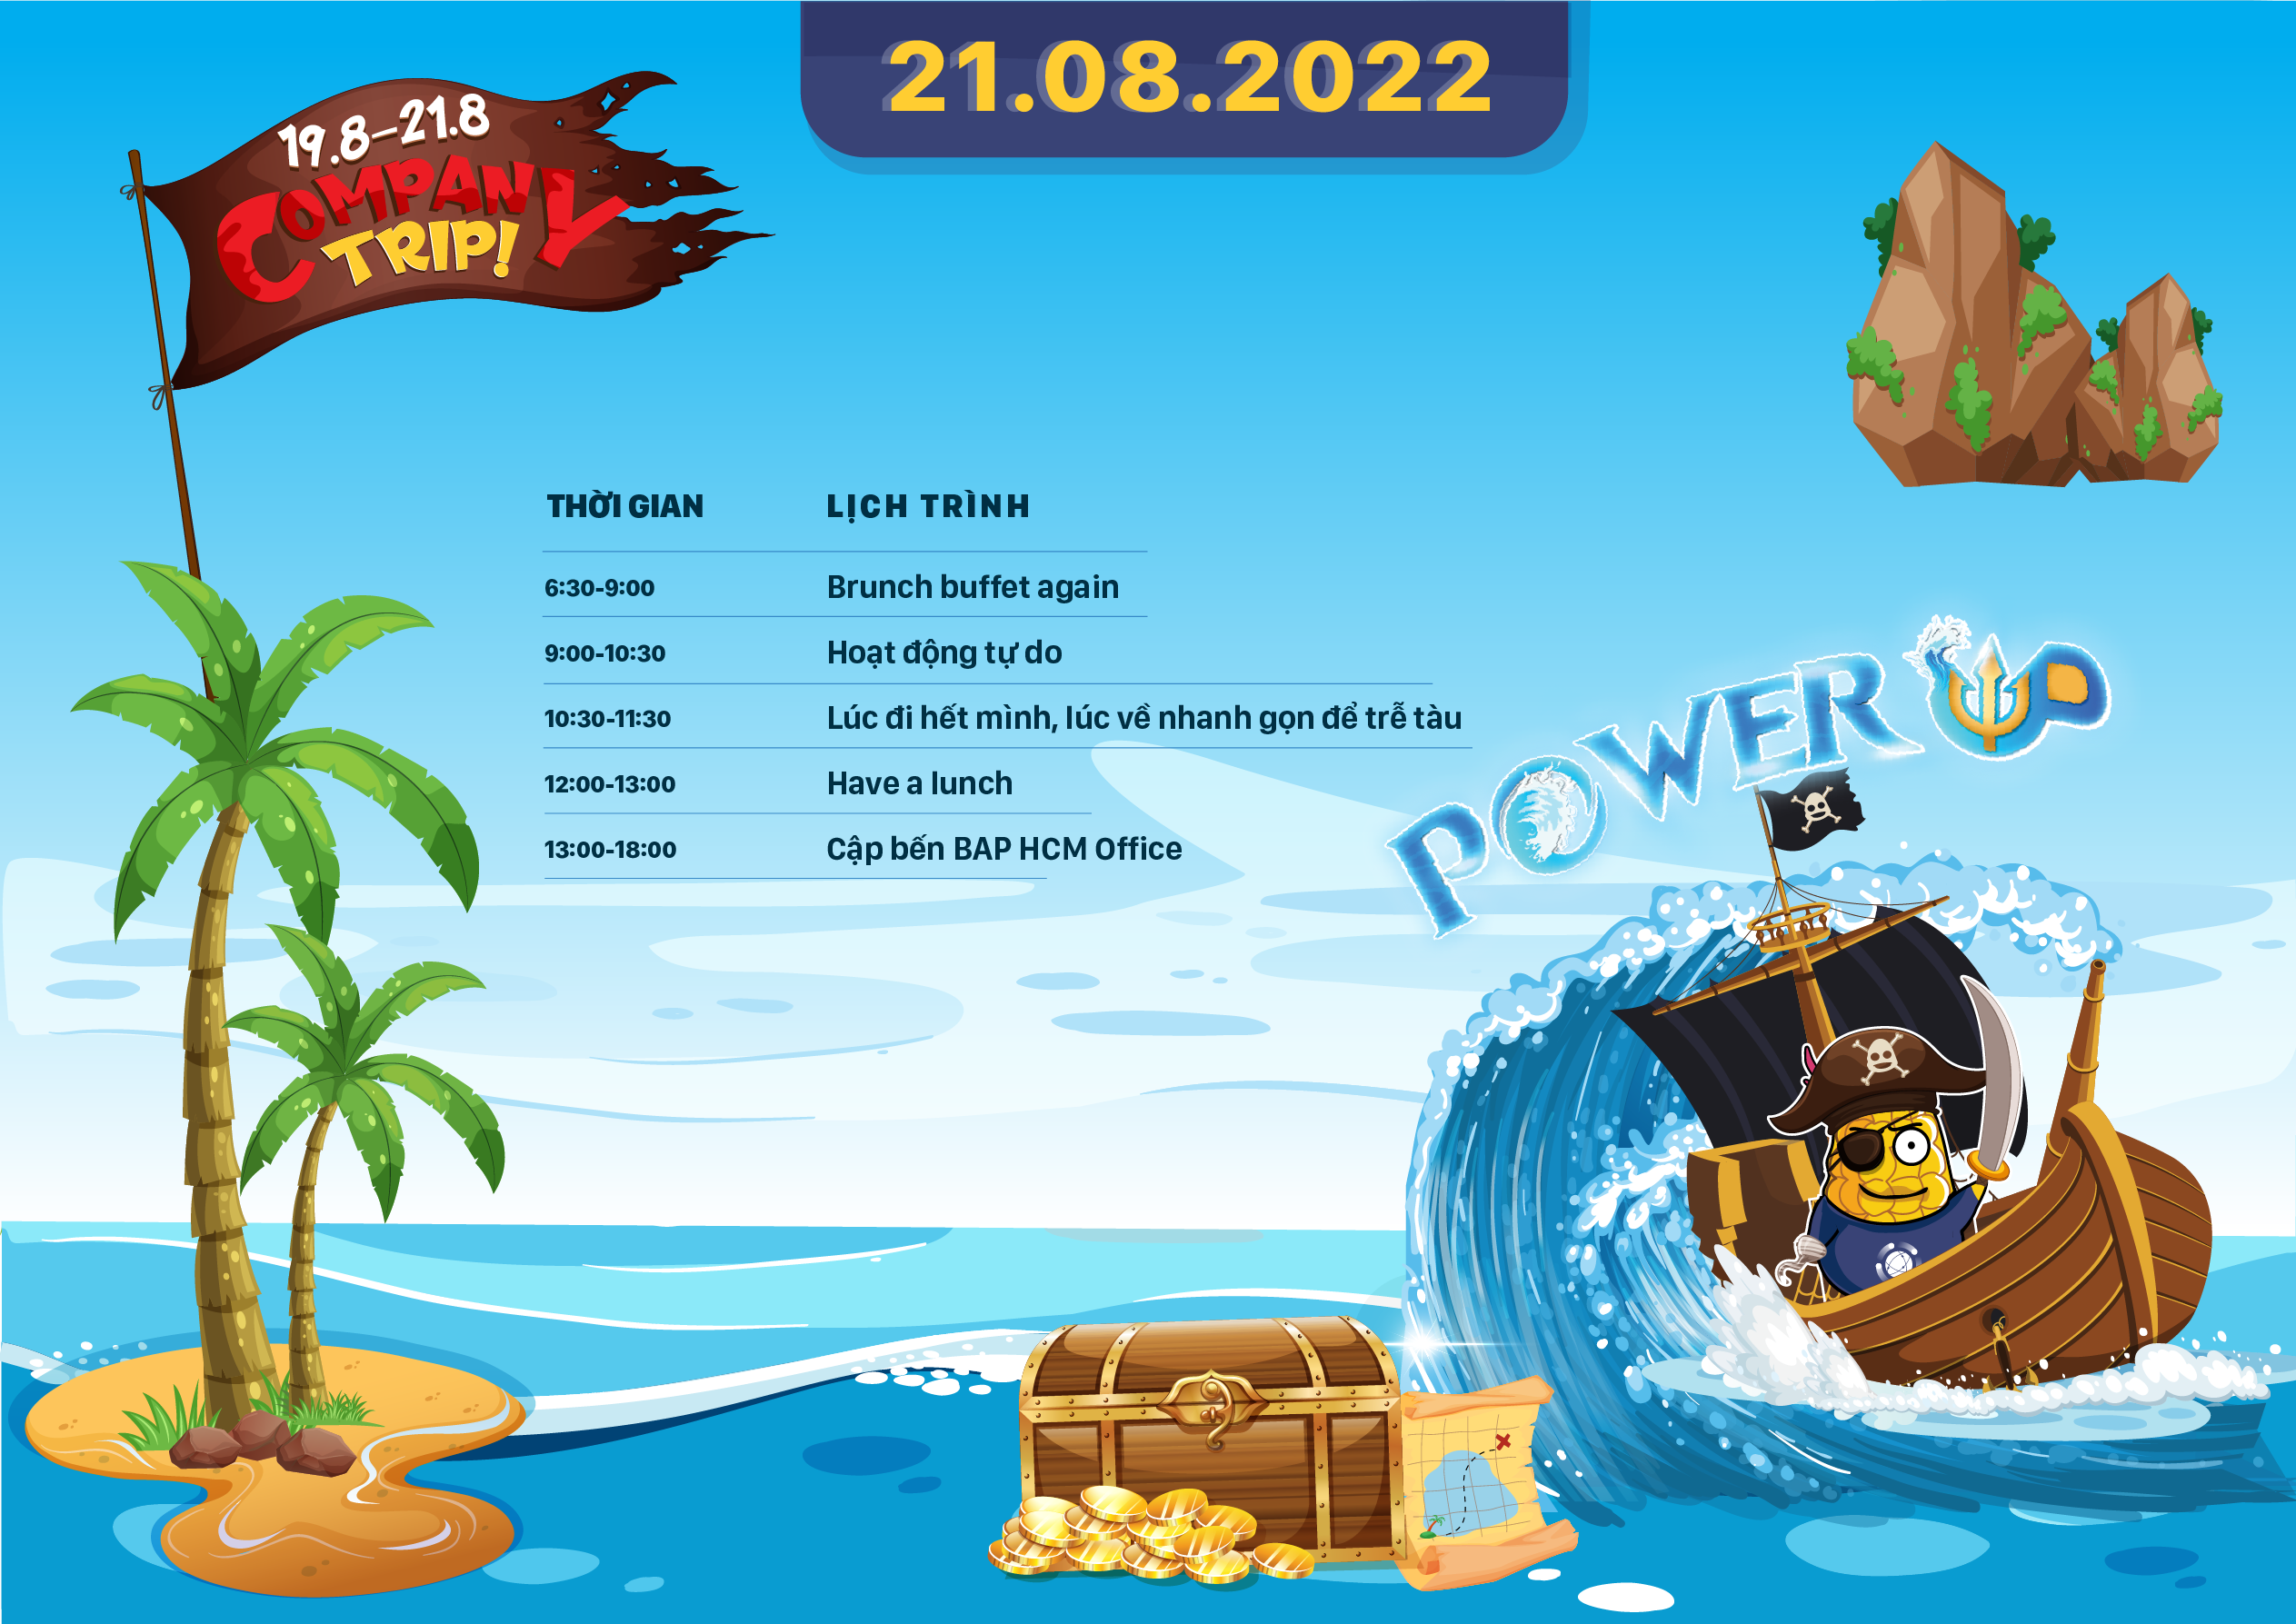 21.08.2022
19.8-21.8
COMPANY
TRIP!
THỜI GIAN LỊCH TRÌNH
6:30-9:00 Brunch buffet again
9:00-10:30 Hoạt động tự do
10:30-11:30 Lúc đi hết mình, lúc về nhanh gọn để trễ tàu
12:00-13:00 Have a lunch
13:00-18:00 Cập bến BAP HCM Office
POWER UP